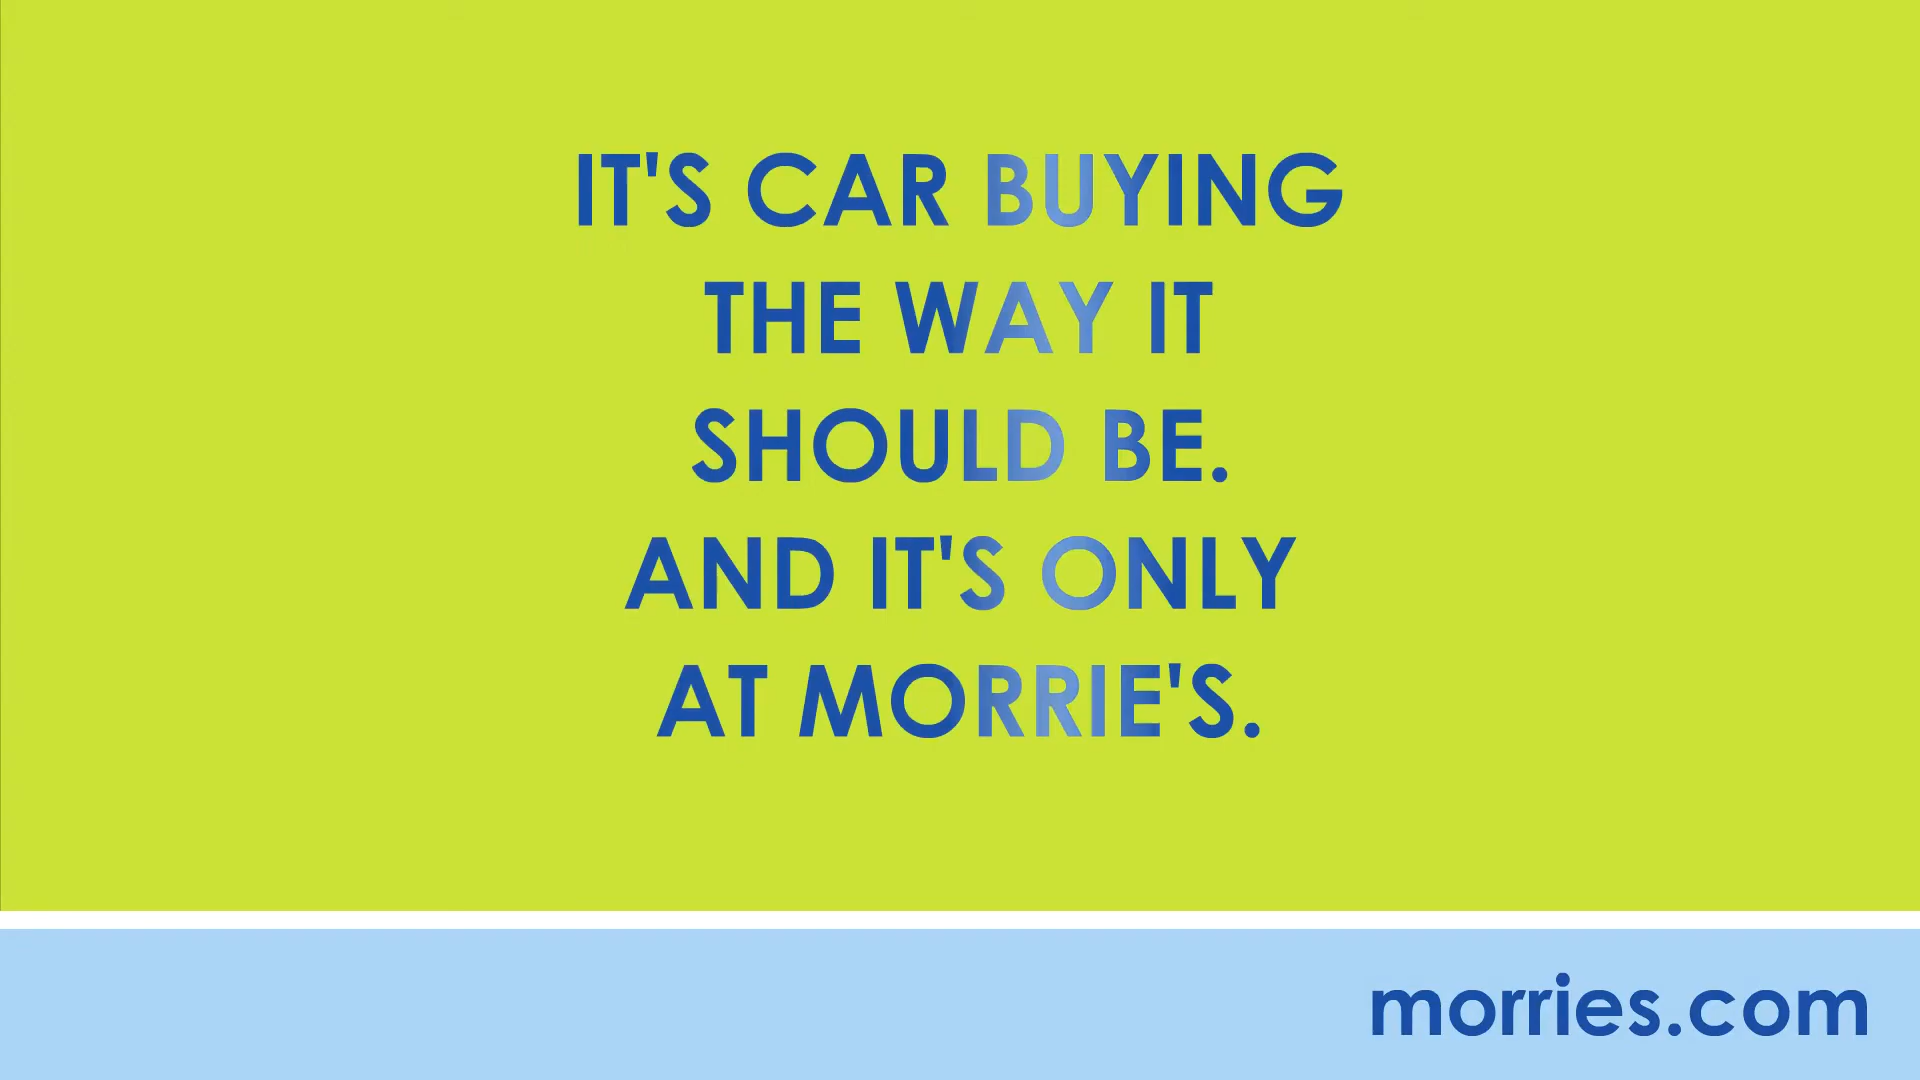 IT'S CAR BUYING
THE WAY IT
SHOULD BE.
AND IT'S ONLY
AT MORRIE'S.
morries.com